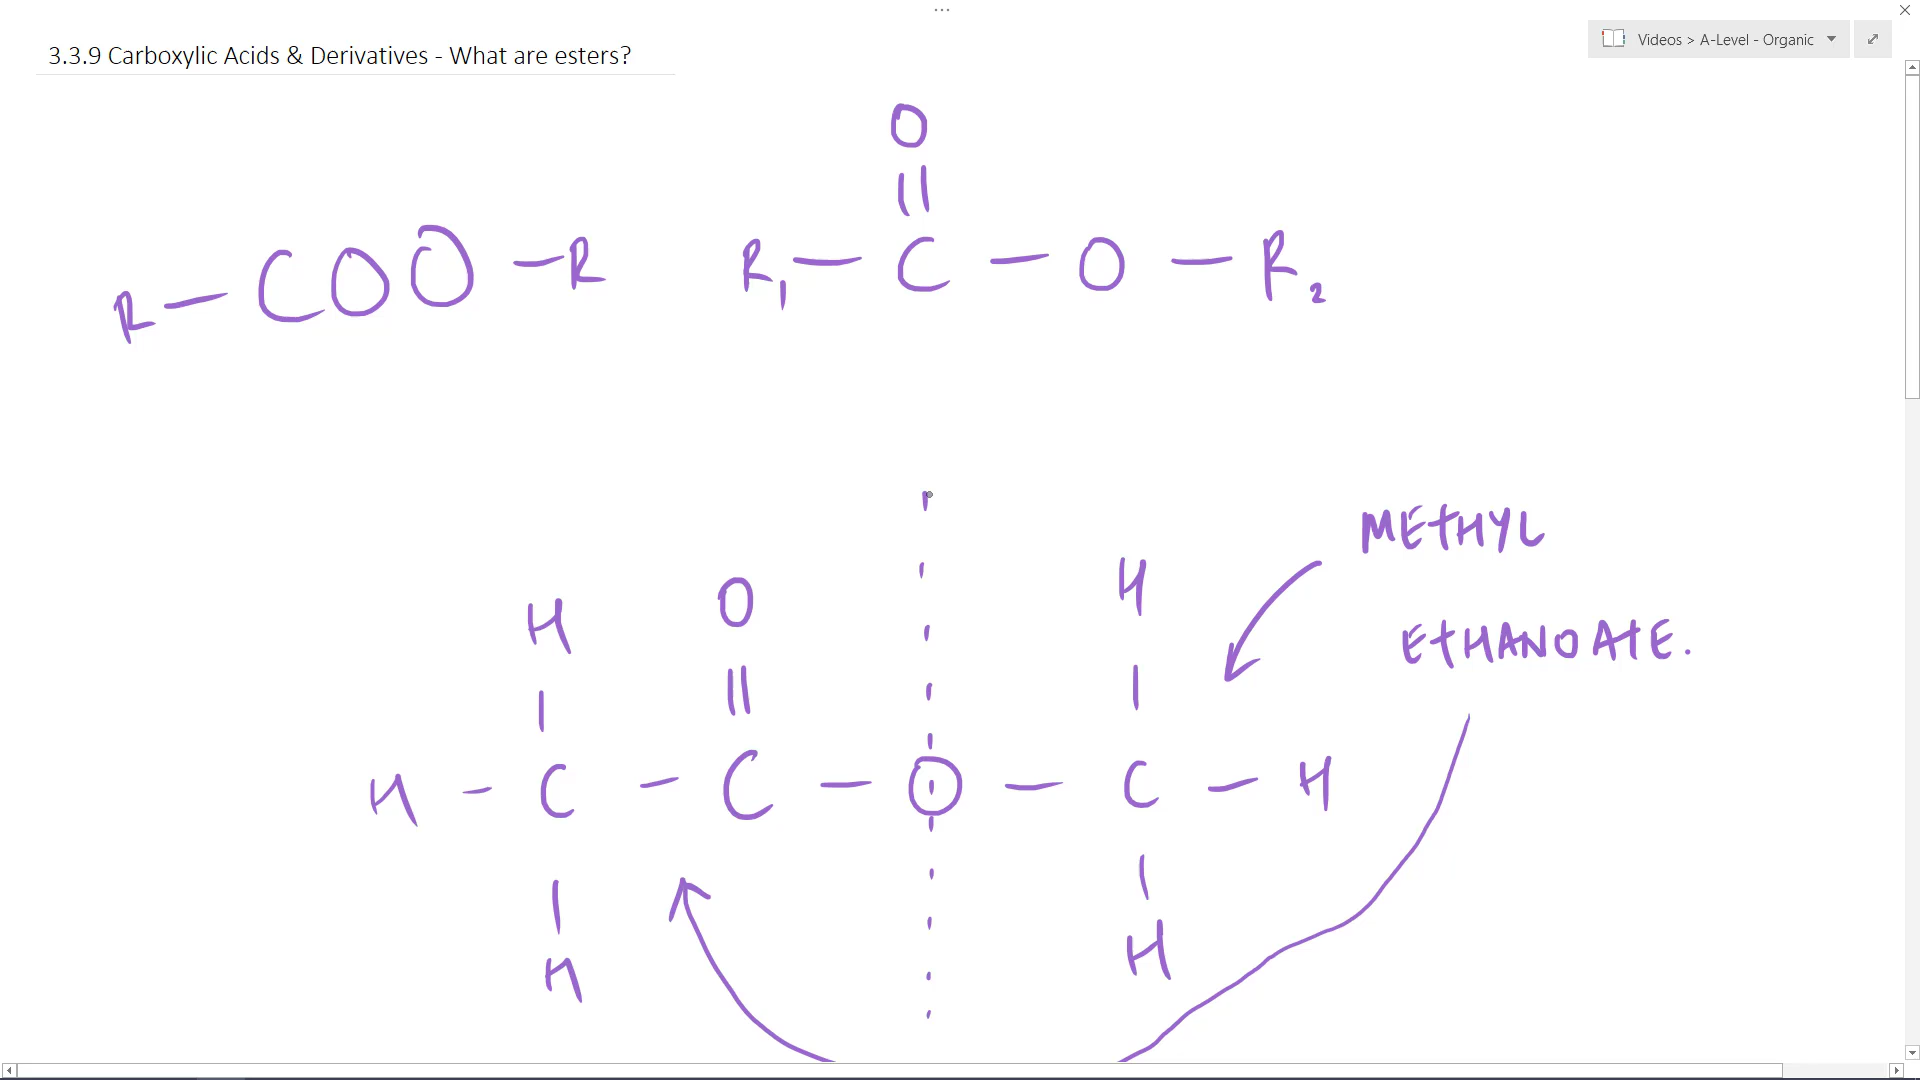 3.3.9 Carboxylic Acids & Derivatives - What are esters?
Videos > A-Level - Organic
O
||
R — COO — R
R₁ — C — O — R₂
METHYL
ETHANOATE.
H O H
| || |
H - C - C — O — C - H
| |
H H